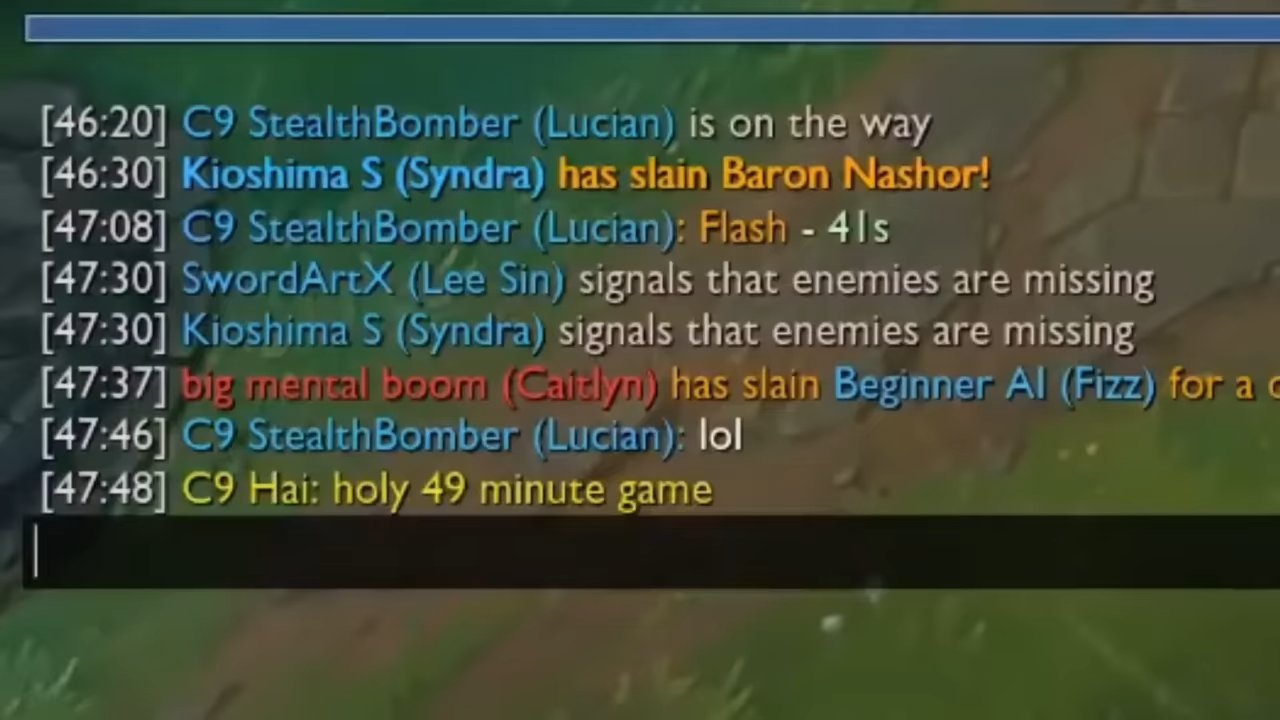 [46:20] C9 StealthBomber (Lucian) is on the way
[46:30] Kioshima S (Syndra) has slain Baron Nashor!
[47:08] C9 StealthBomber (Lucian): Flash - 41s
[47:30] SwordArtX (Lee Sin) signals that enemies are missing
[47:30] Kioshima S (Syndra) signals that enemies are missing
[47:37] big mental boom (Caitlyn) has slain Beginner AI (Fizz) for a
[47:46] C9 StealthBomber (Lucian): lol
[47:48] C9 Hai: holy 49 minute game